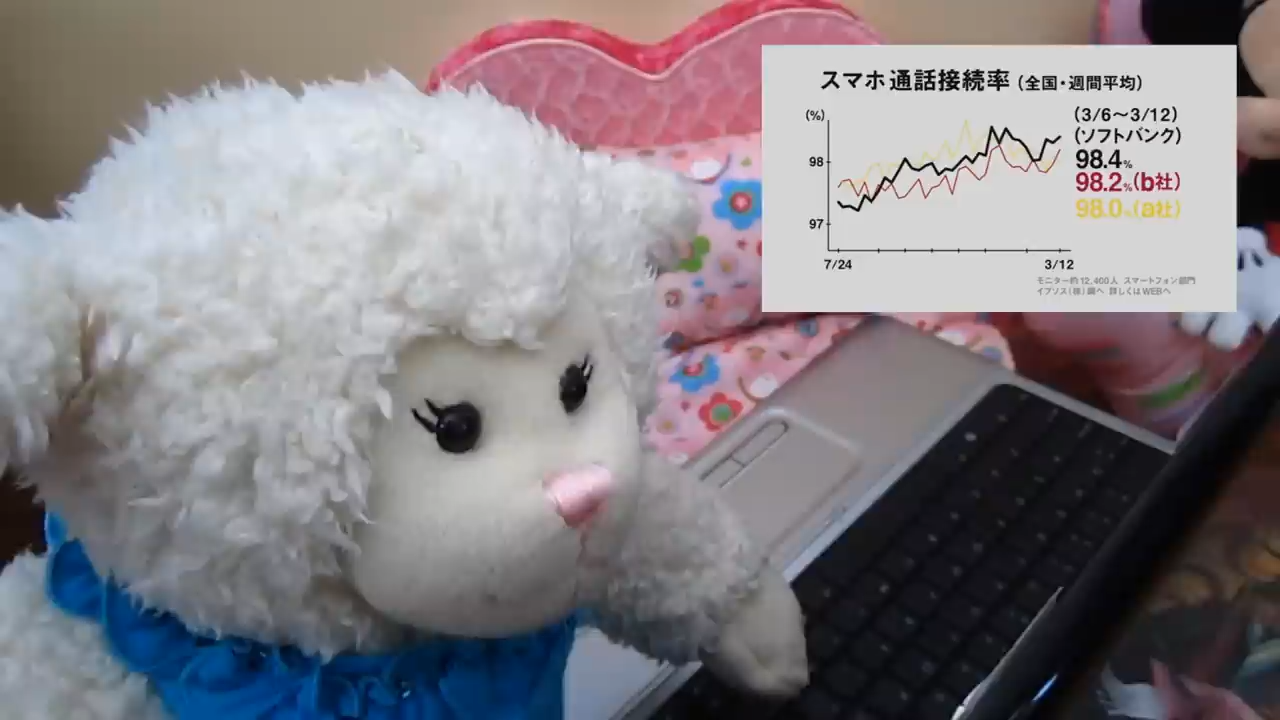 スマホ通話接続率 (全国・週間平均)
(%)
98
97
7/24
3/12
(3/6〜3/12)
(ソフトバンク)
98.4%
98.2%(b社)
98.0%(a社)
モニター約12,400人 スマートフォン部門
イプソス(株)調べ 詳しくはWEBへ